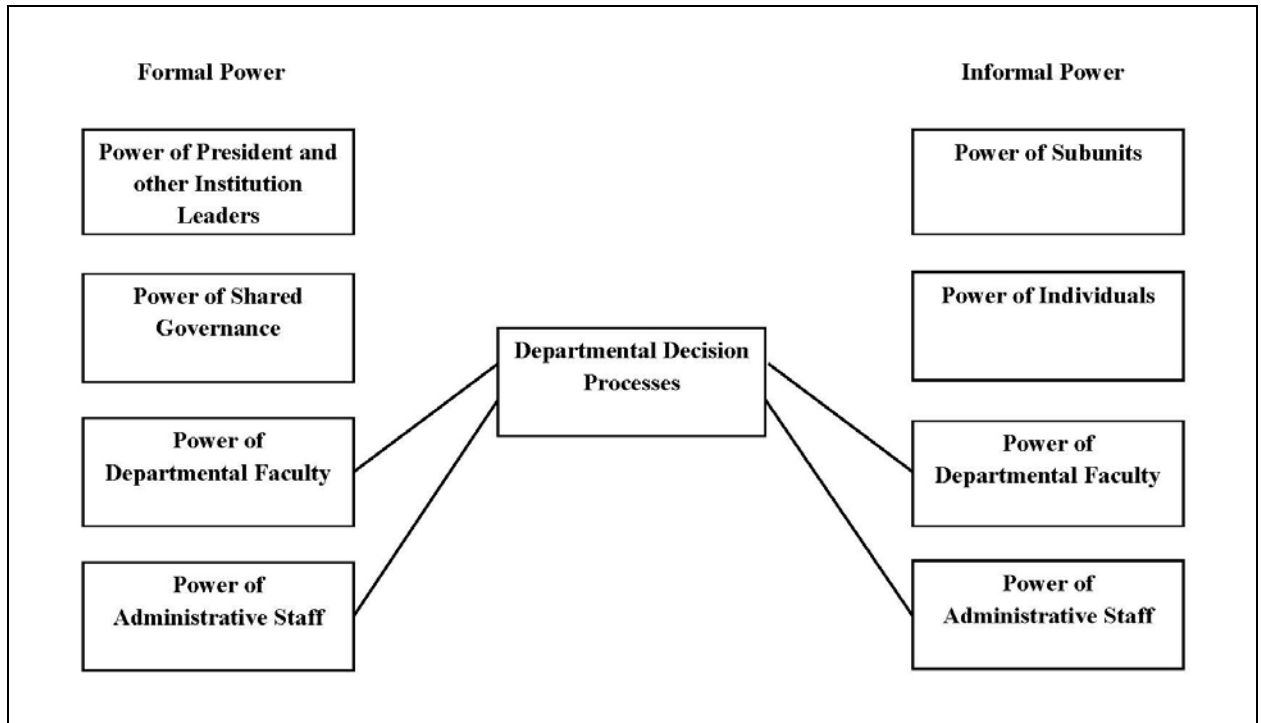 Formal Power
Informal Power
Power of President and
other Institution
Leaders
Power of Subunits
Power of Shared
Governance
Power of Individuals
Departmental Decision
Processes
Power of
Departmental Faculty
Power of
Departmental Faculty
Power of
Administrative Staff
Power of
Administrative Staff